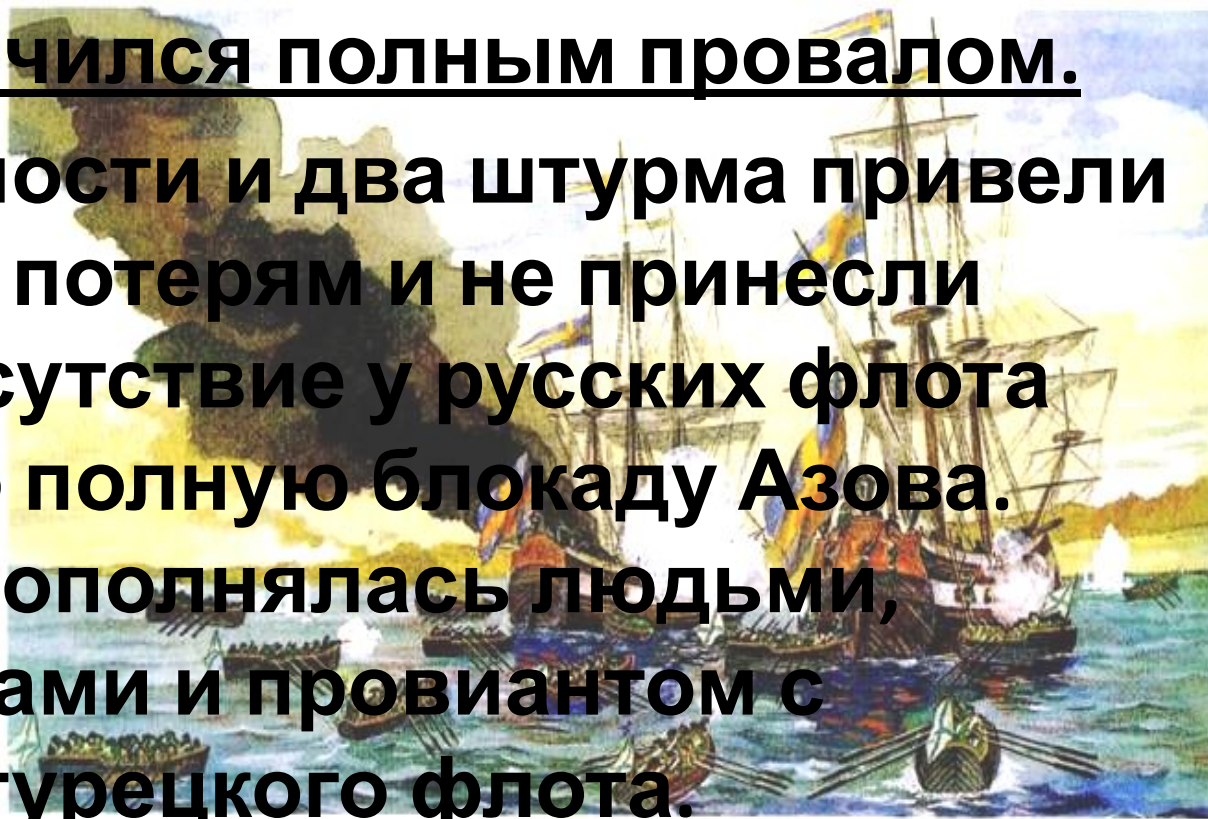 чился полным провалом.
ности и два штурма привели
потерям и не принесли
сутствие у русских флота
полную блокаду Азова.
ополнялась людьми,
ами и провиантом с
турецкого флота.